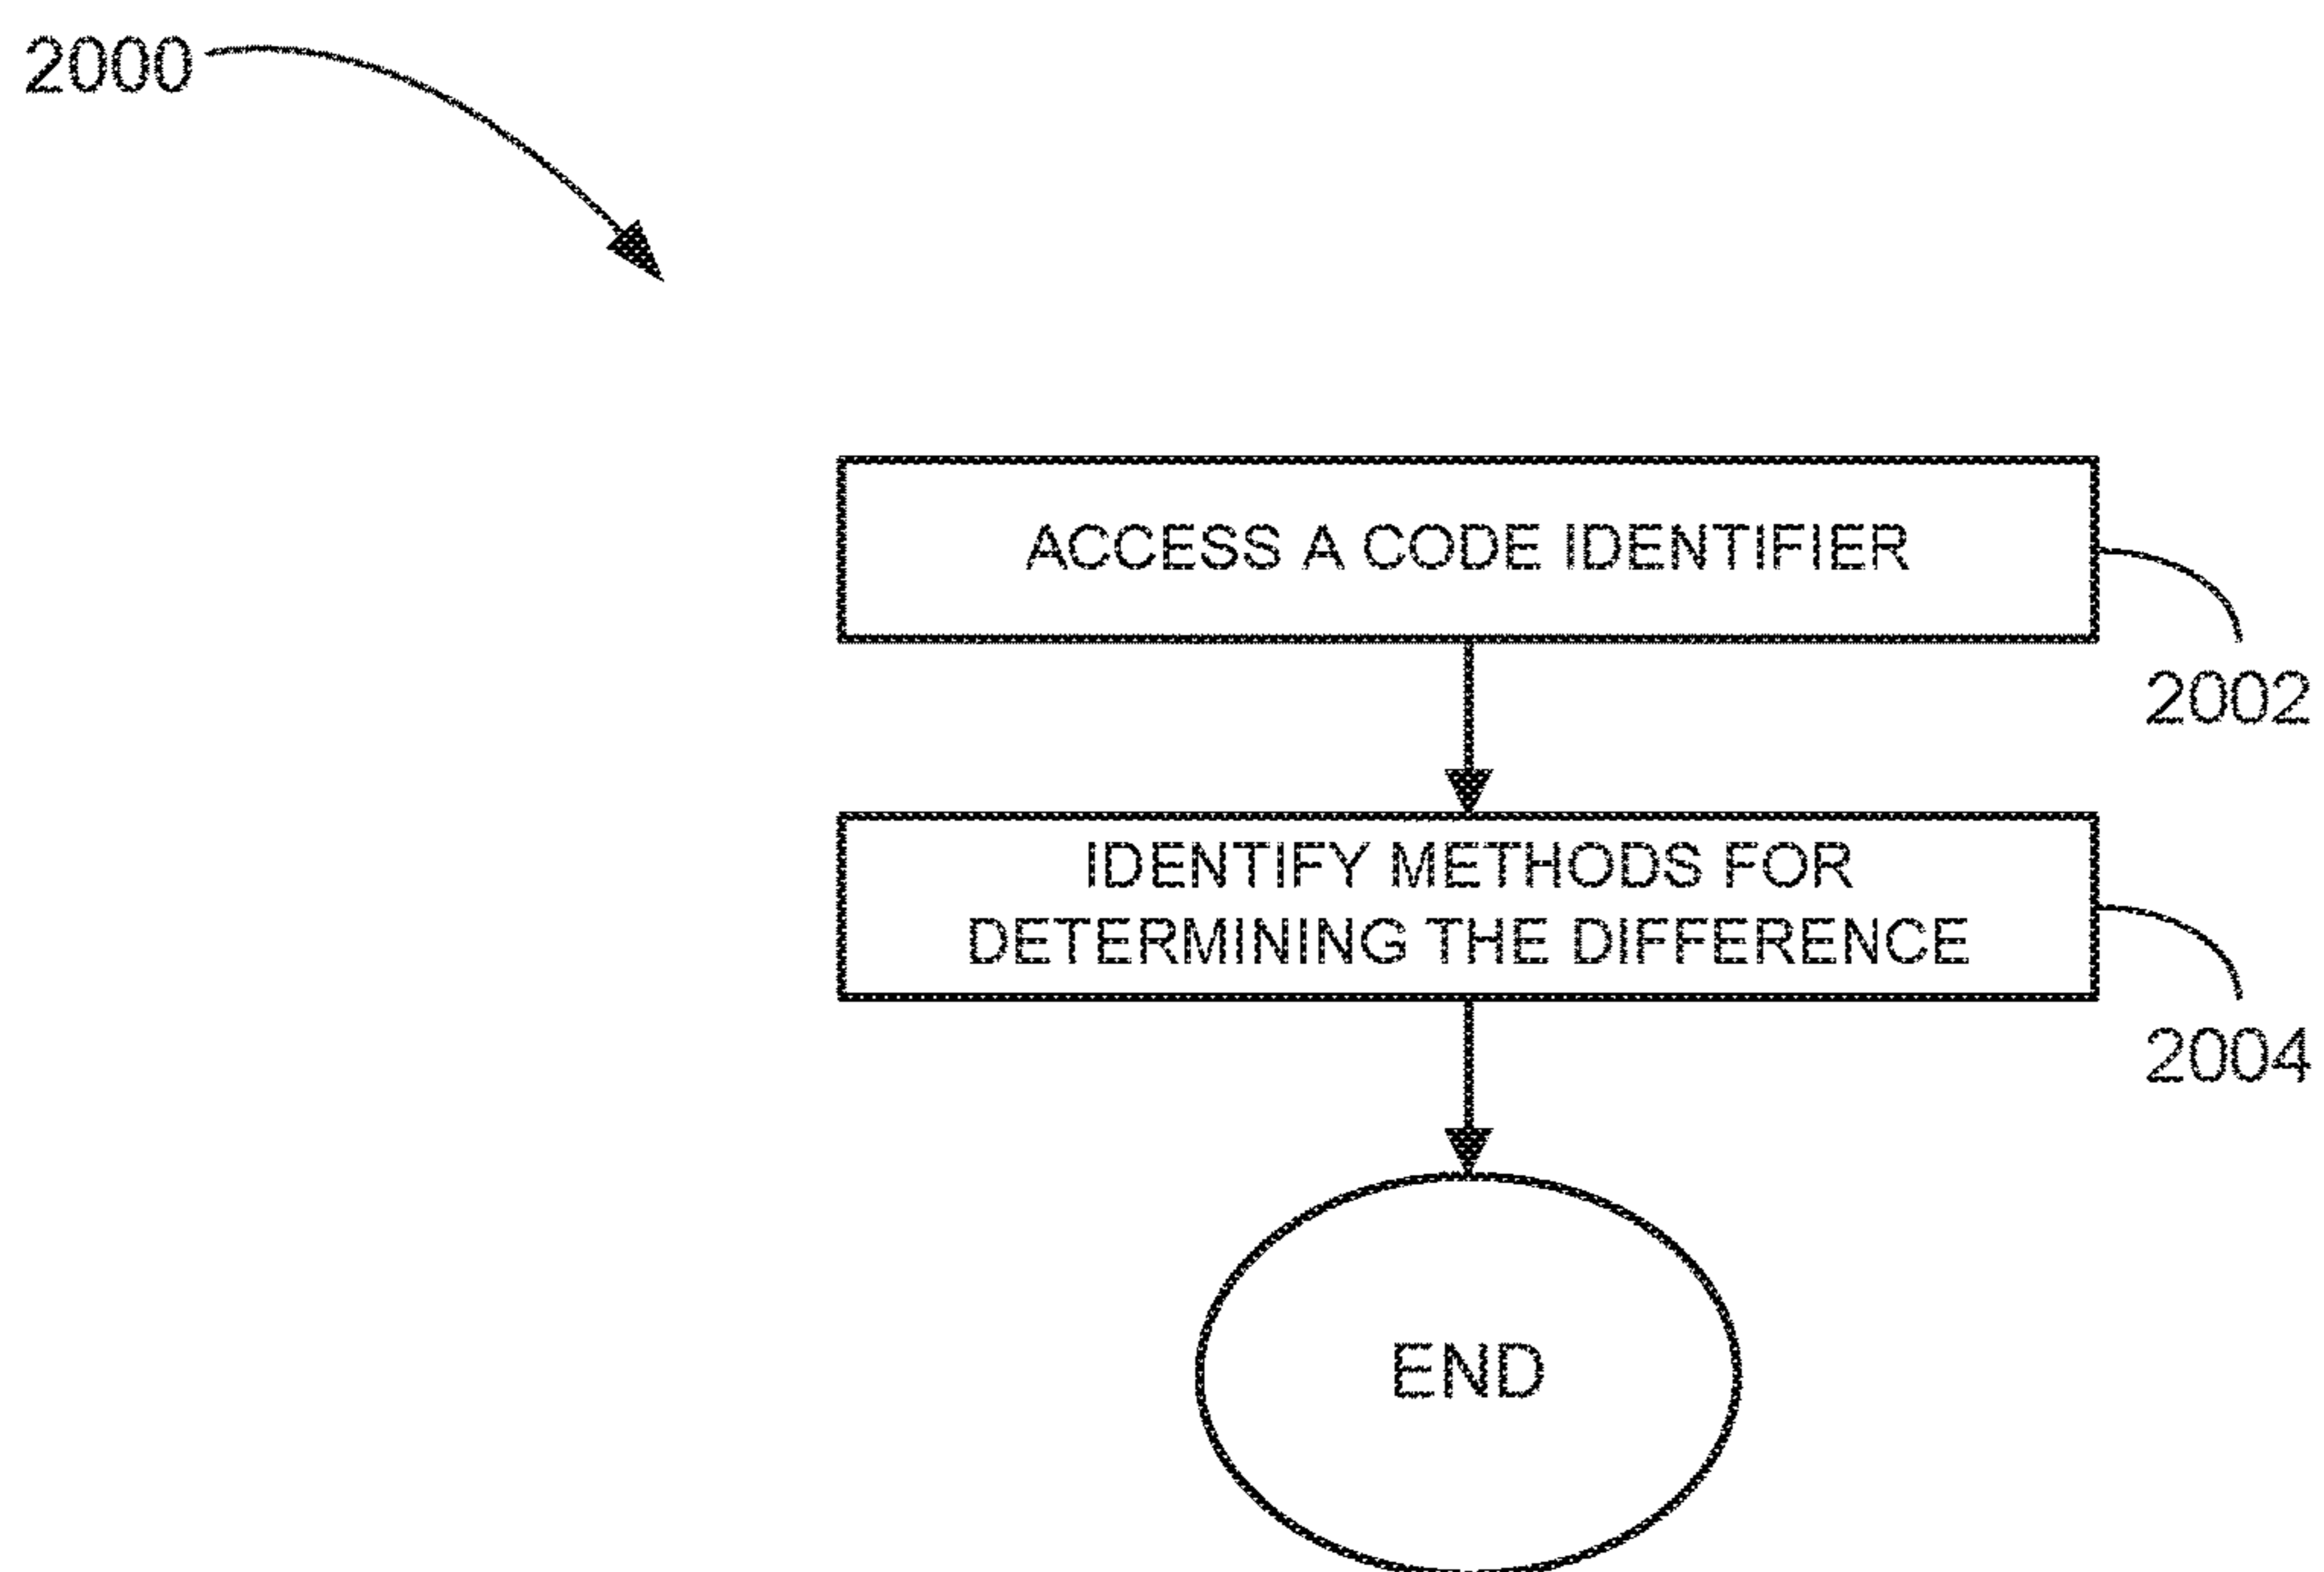 2000
ACCESS A CODE IDENTIFIER
2002
IDENTIFY METHODS FOR
DETERMINING THE DIFFERENCE
2004
END